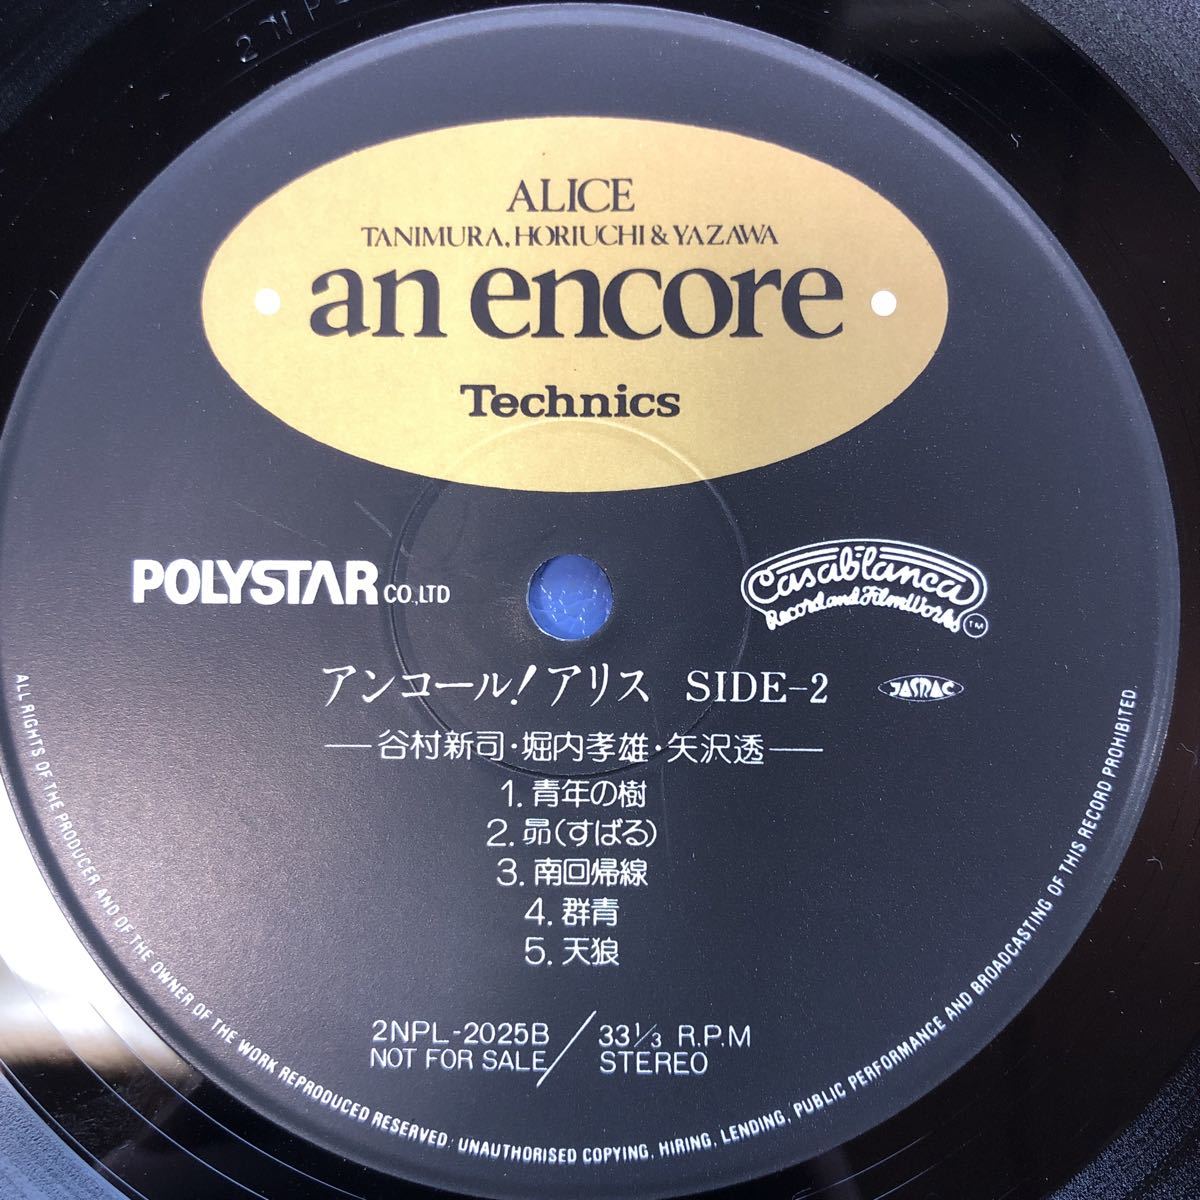 ALICE
TANIMURA, HORIUCHI & YAZAWA
· an encore ·
Technics
POLYSTAR CO.,LTD
Casablanca
Record and FilmWorks TM
アンコール!アリス SIDE-2 JASRAC
—谷村新司・堀内孝雄・矢沢透—
1. 青年の樹
2. 昴(すばる)
3. 南回帰線
4. 群青
5. 天狼
2NPL-2025B / 33 1/3 R.P.M
NOT FOR SALE / STEREO
ALL RIGHTS OF THE PRODUCER AND OF THE OWNER OF THE WORK REPRODUCED RESERVED. UNAUTHORISED COPYING, HIRING, LENDING, PUBLIC PERFORMANCE AND BROADCASTING OF THIS RECORD PROHIBITED.